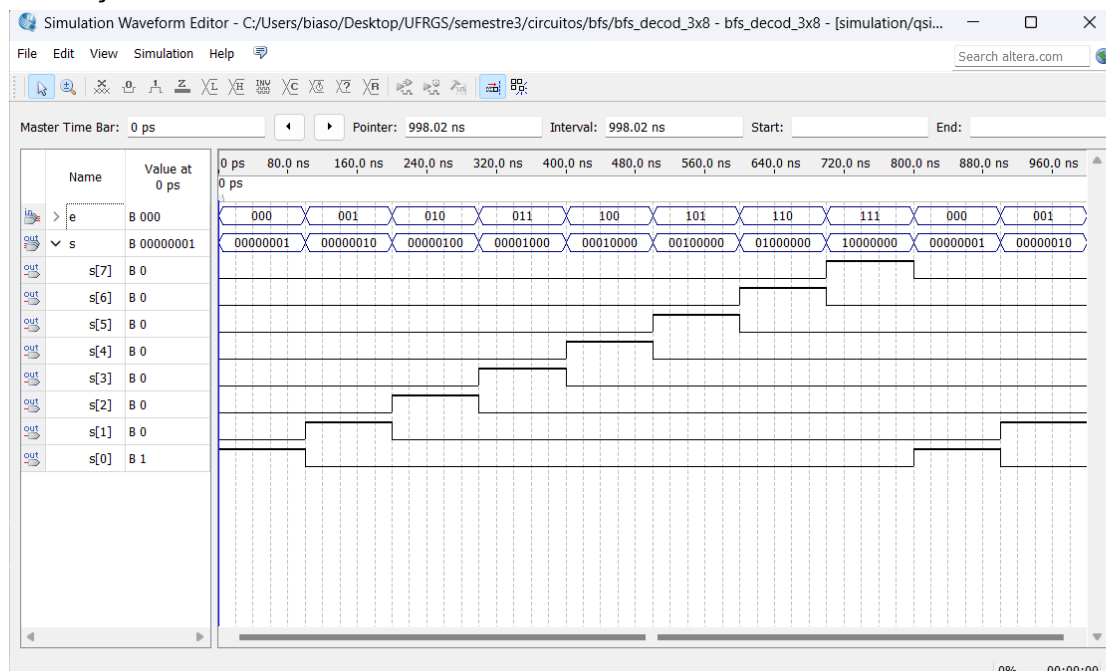 Simulation Waveform Editor - C:/Users/biaso/Desktop/UFRGS/semestre3/circuitos/bfs/bfs_decod_3x8 - bfs_decod_3x8 - [simulation/qsi...
File Edit View Simulation Help
Search altera.com
Master Time Bar: 0 ps Pointer: 998.02 ns Interval: 998.02 ns Start: End:
Name Value at 0 ps
0 ps 80.0 ns 160.0 ns 240.0 ns 320.0 ns 400.0 ns 480.0 ns 560.0 ns 640.0 ns 720.0 ns 800.0 ns 880.0 ns 960.0 ns
0 ps
e B 000 000 001 010 011 100 101 110 111 000 001
s B 00000001 00000001 00000010 00000100 00001000 00010000 00100000 01000000 10000000 00000001 00000010
s[7] B 0
s[6] B 0
s[5] B 0
s[4] B 0
s[3] B 0
s[2] B 0
s[1] B 0
s[0] B 1
0% 00:00:00